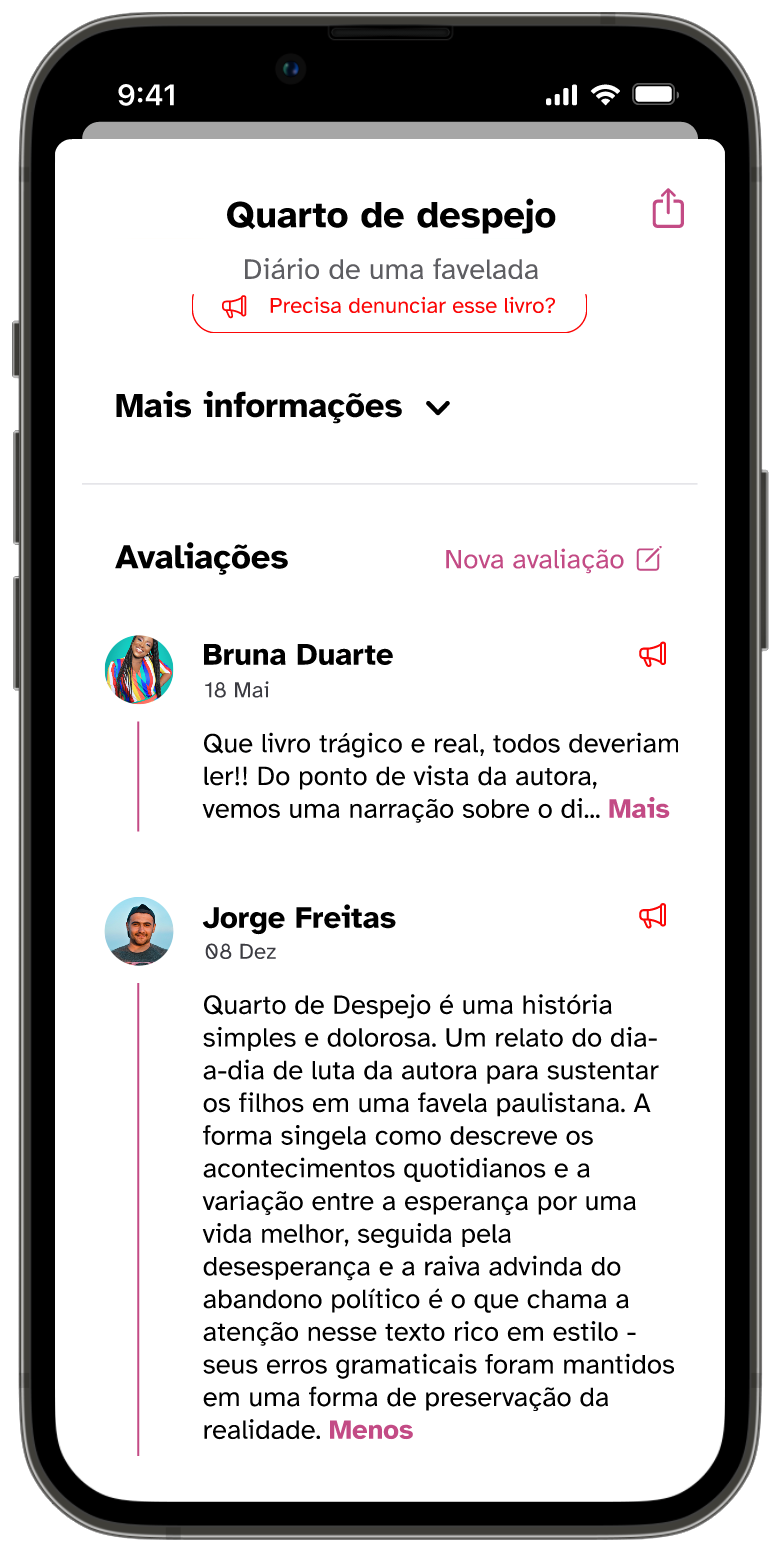 9:41
Quarto de despejo
Diário de uma favelada
Precisa denunciar esse livro?
Mais informações
Avaliações
Nova avaliação
Bruna Duarte
18 Mai
Que livro trágico e real, todos deveriam
ler!! Do ponto de vista da autora,
vemos uma narração sobre o di... Mais
Jorge Freitas
08 Dez
Quarto de Despejo é uma história
simples e dolorosa. Um relato do dia-
a-dia de luta da autora para sustentar
os filhos em uma favela paulistana. A
forma singela como descreve os
acontecimentos quotidianos e a
variação entre a esperança por uma
vida melhor, seguida pela
desesperança e a raiva advinda do
abandono político é o que chama a
atenção nesse texto rico em estilo -
seus erros gramaticais foram mantidos
em uma forma de preservação da
realidade. Menos